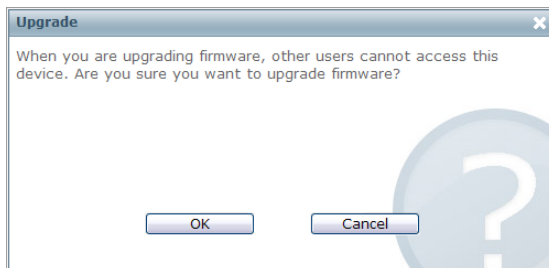 Upgrade
When you are upgrading firmware, other users cannot access this
device. Are you sure you want to upgrade firmware?
OK
Cancel